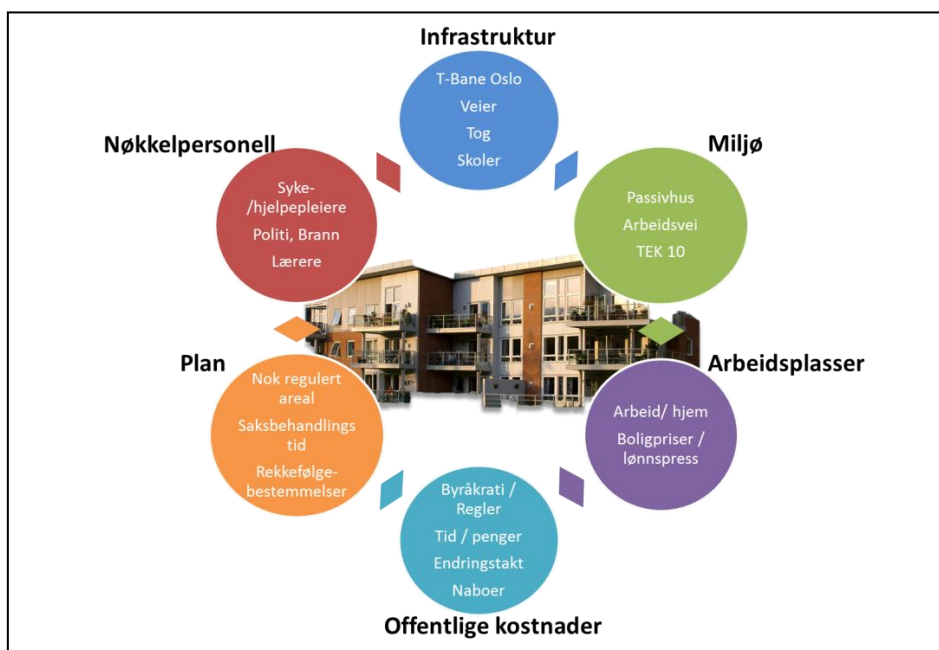 Infrastruktur
T-Bane Oslo
Veier
Tog
Skoler
Miljø
Passivhus
Arbeidsvei
TEK 10
Arbeidsplasser
Arbeid/ hjem
Boligpriser /
lønnspress
Offentlige kostnader
Byråkrati /
Regler
Tid / penger
Endringstakt
Naboer
Plan
Nok regulert
areal
Saksbehandlings
tid
Rekkefølge-
bestemmelser
Nøkkelpersonell
Syke-
/hjelpepleiere
Politi, Brann
Lærere